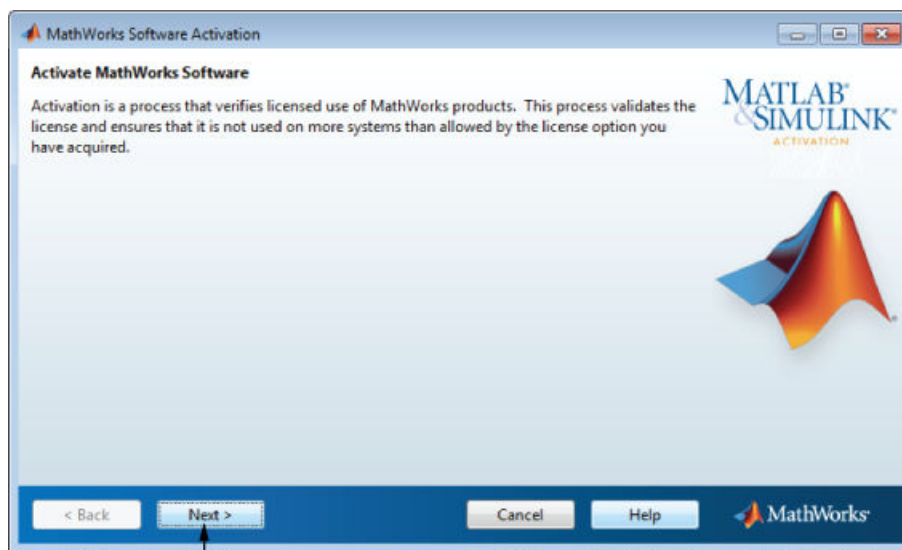 MathWorks Software Activation
Activate MathWorks Software
Activation is a process that verifies licensed use of MathWorks products. This process validates the
license and ensures that it is not used on more systems than allowed by the license option you
have acquired.
MATLAB®
&SIMULINK®
ACTIVATION
®
< Back
Next >
Cancel
Help
MathWorks®